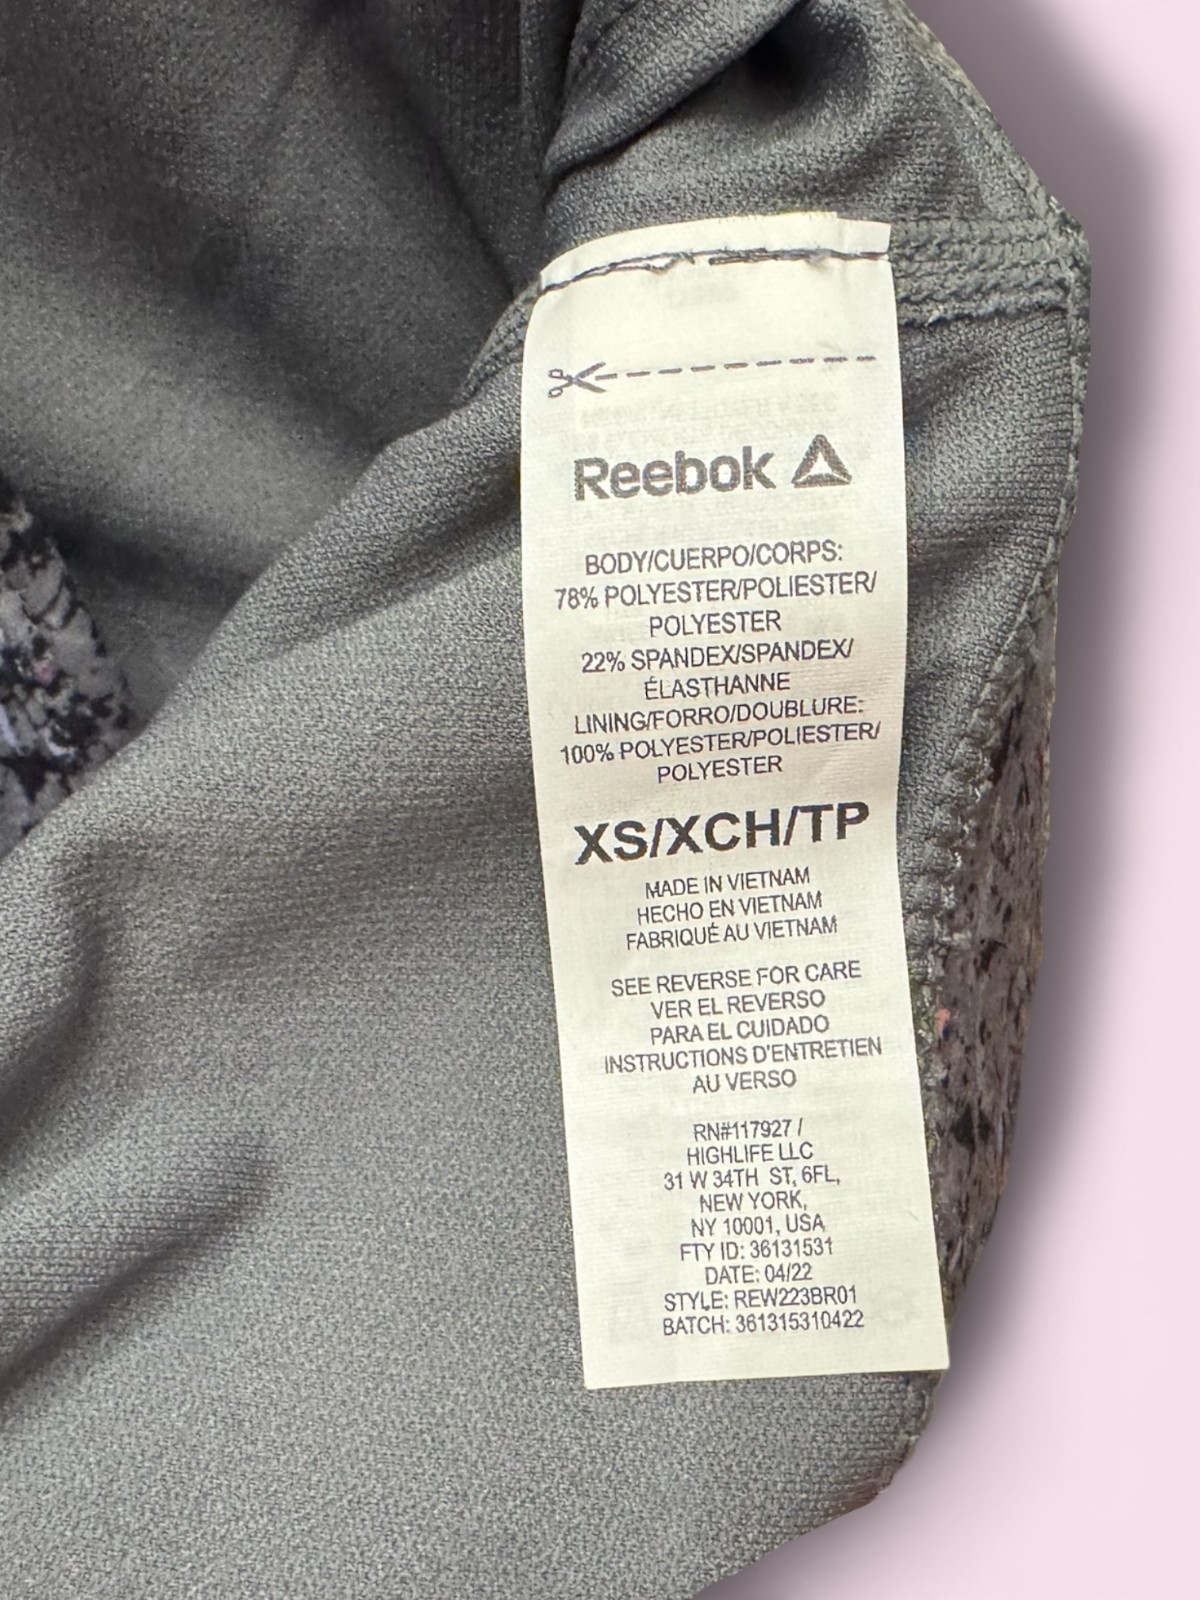 Reebok
BODY/CUERPO/CORPS:
78% POLYESTER/POLIESTER/
POLYESTER
22% SPANDEX/SPANDEX/
ÉLASTHANNE
LINING/FORRO/DOUBLURE:
100% POLYESTER/POLIESTER/
POLYESTER
XS/XCH/TP
MADE IN VIETNAM
HECHO EN VIETNAM
FABRIQUÉ AU VIETNAM
SEE REVERSE FOR CARE
VER EL REVERSO
PARA EL CUIDADO
INSTRUCTIONS D'ENTRETIEN
AU VERSO
RN#117927 /
HIGHLIFE LLC
31 W 34TH ST, 6FL,
NEW YORK,
NY 10001, USA
FTY ID: 36131531
DATE: 04/22
STYLE: REW223BR01
BATCH: 361315310422